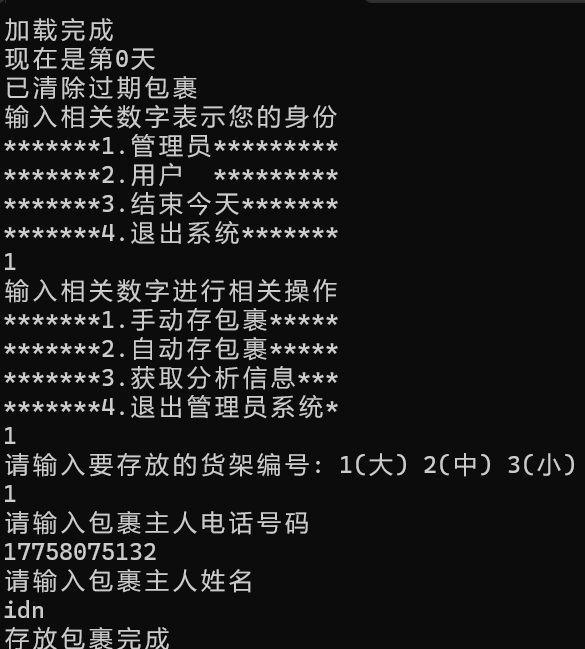 加载完成
现在是第0天
已清除过期包裹
输入相关数字表示您的身份
*******1.管理员*********
*******2.用户  *********
*******3.结束今天*******
*******4.退出系统*******
1
输入相关数字进行相关操作
*******1.手动存包裹*****
*******2.自动存包裹*****
*******3.获取分析信息***
*******4.退出管理员系统*
1
请输入要存放的货架编号: 1(大) 2(中) 3(小)
1
请输入包裹主人电话号码
17758075132
请输入包裹主人姓名
idn
存放包裹完成